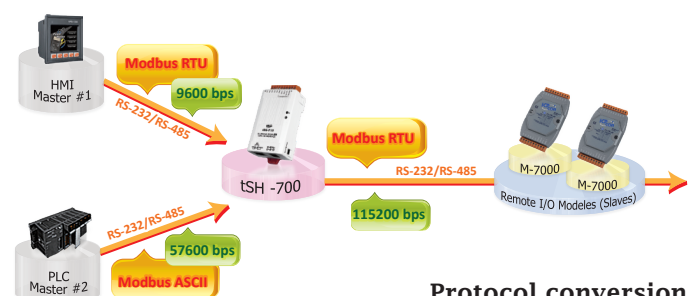 HMI
Master #1
Modbus RTU
9600 bps
RS-232/RS-485
tSH -700
Modbus RTU
RS-232/RS-485
115200 bps
M-7000
M-7000
Remote I/O Modeles (Slaves)
RS-232/RS-485
57600 bps
PLC
Master #2
Modbus ASCII
Protocol conversion